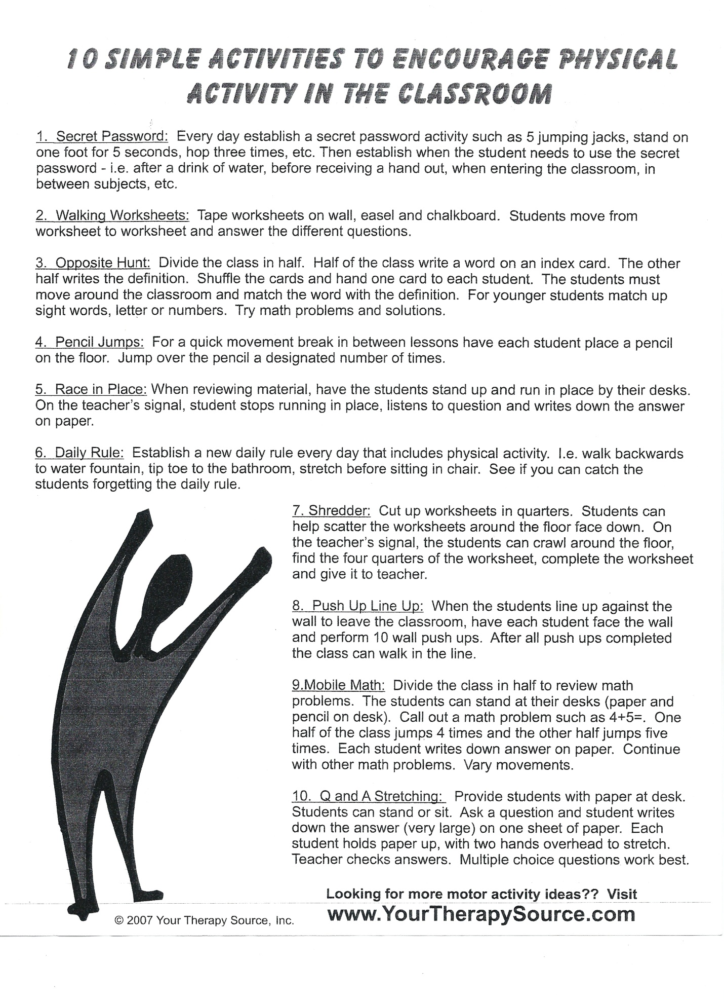 10 SIMPLE ACTIVITIES TO ENCOURAGE PHYSICAL
ACTIVITY IN THE CLASSROOM
1. Secret Password: Every day establish a secret password activity such as 5 jumping jacks, stand on
one foot for 5 seconds, hop three times, etc. Then establish when the student needs to use the secret
password - i.e. after a drink of water, before receiving a hand out, when entering the classroom, in
between subjects, etc.
2. Walking Worksheets: Tape worksheets on wall, easel and chalkboard. Students move from
worksheet to worksheet and answer the different questions.
3. Opposite Hunt: Divide the class in half. Half of the class write a word on an index card. The other
half writes the definition. Shuffle the cards and hand one card to each student. The students must
move around the classroom and match the word with the definition. For younger students match up
sight words, letter or numbers. Try math problems and solutions.
4. Pencil Jumps: For a quick movement break in between lessons have each student place a pencil
on the floor. Jump over the pencil a designated number of times.
5. Race in Place: When reviewing material, have the students stand up and run in place by their desks.
On the teacher's signal, student stops running in place, listens to question and writes down the answer
on paper.
6. Daily Rule: Establish a new daily rule every day that includes physical activity. I.e. walk backwards
to water fountain, tip toe to the bathroom, stretch before sitting in chair. See if you can catch the
students forgetting the daily rule.
7. Shredder: Cut up worksheets in quarters. Students can
help scatter the worksheets around the floor face down. On
the teacher's signal, the students can crawl around the floor,
find the four quarters of the worksheet, complete the worksheet
and give it to teacher.
8. Push Up Line Up: When the students line up against the
wall to leave the classroom, have each student face the wall
and perform 10 wall push ups. After all push ups completed
the class can walk in the line.
9.Mobile Math: Divide the class in half to review math
problems. The students can stand at their desks (paper and
pencil on desk). Call out a math problem such as 4+5=. One
half of the class jumps 4 times and the other half jumps five
times. Each student writes down answer on paper. Continue
with other math problems. Vary movements.
10. Q and A Stretching: Provide students with paper at desk.
Students can stand or sit. Ask a question and student writes
down the answer (very large) on one sheet of paper. Each
student holds paper up, with two hands overhead to stretch.
Teacher checks answers. Multiple choice questions work best.
Looking for more motor activity ideas?? Visit
www.YourTherapySource.com
© 2007 Your Therapy Source, Inc.